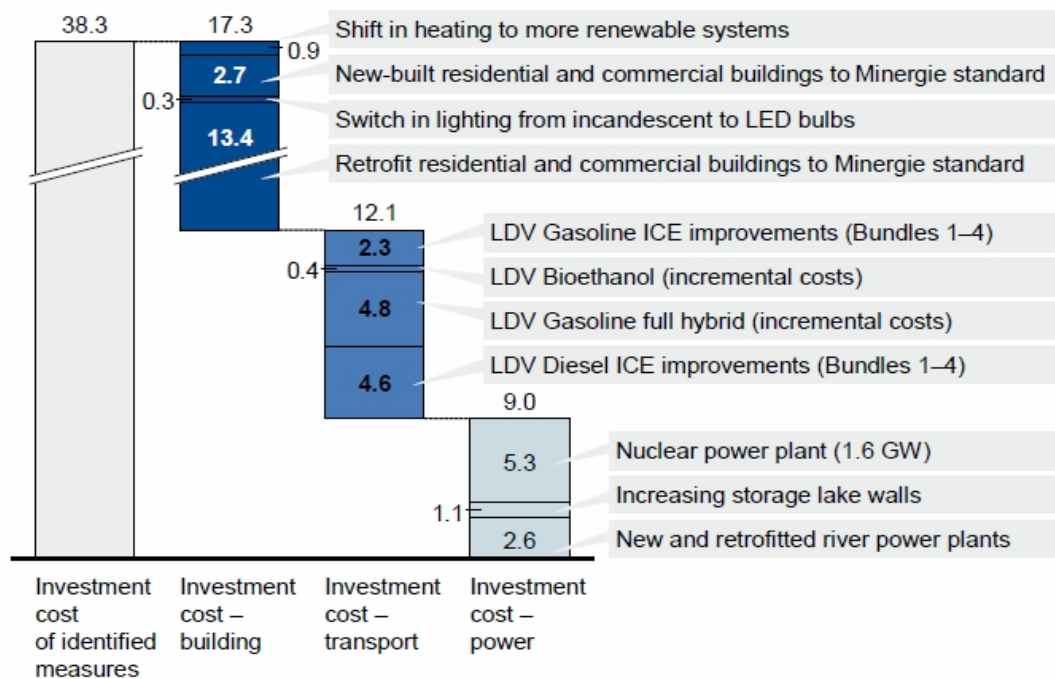 38.3
17.3
Shift in heating to more renewable systems
0.9
2.7
New-built residential and commercial buildings to Minergie standard
0.3
Switch in lighting from incandescent to LED bulbs
13.4
Retrofit residential and commercial buildings to Minergie standard
12.1
2.3
LDV Gasoline ICE improvements (Bundles 1–4)
0.4
LDV Bioethanol (incremental costs)
4.8
LDV Gasoline full hybrid (incremental costs)
4.6
LDV Diesel ICE improvements (Bundles 1–4)
9.0
5.3
Nuclear power plant (1.6 GW)
1.1
Increasing storage lake walls
2.6
New and retrofitted river power plants
Investment
cost
of identified
measures
Investment
cost –
building
Investment
cost –
transport
Investment
cost –
power